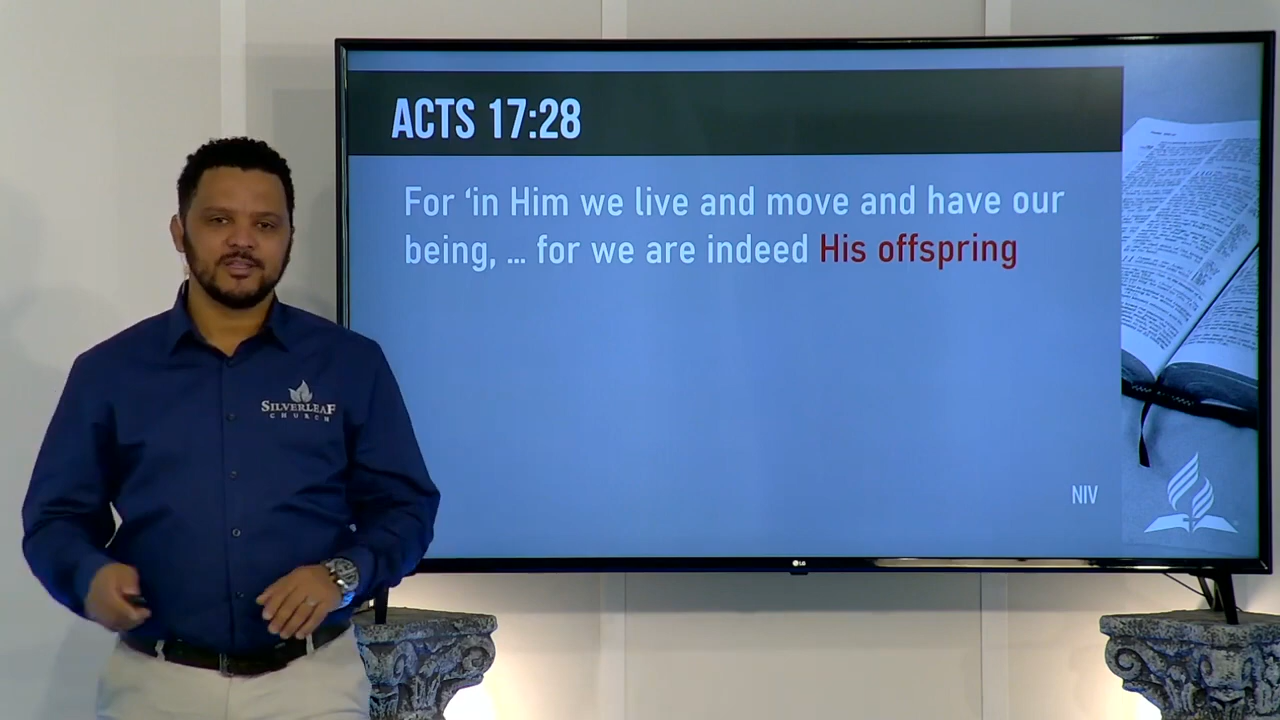 ACTS 17:28
For ‘in Him we live and move and have our
being, ... for we are indeed His offspring
NIV
SILVERLEAF
CHURCH
LG